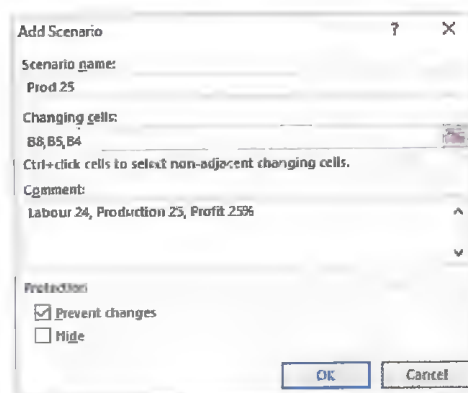 Add Scenario ? ×
Scenario name:
Prod 25
Changing cells:
B8,B5,B4
Ctrl+click cells to select non-adjacent changing cells.
Comment:
Labour 24, Production 25, Profit 25%
Protection
Prevent changes
Hide
OK Cancel